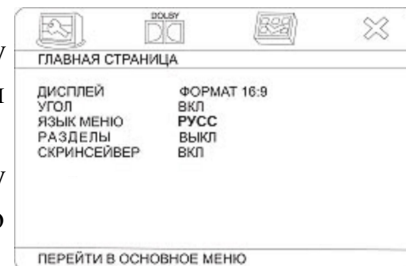 DOLBY
ГЛАВНАЯ СТРАНИЦА
ДИСПЛЕЙ ФОРМАТ 16:9
УГОЛ ВКЛ
ЯЗЫК МЕНЮ РУСС
РАЗДЕЛЫ ВЫКЛ
СКРИНСЕЙВЕР ВКЛ
ПЕРЕЙТИ В ОСНОВНОЕ МЕНЮ